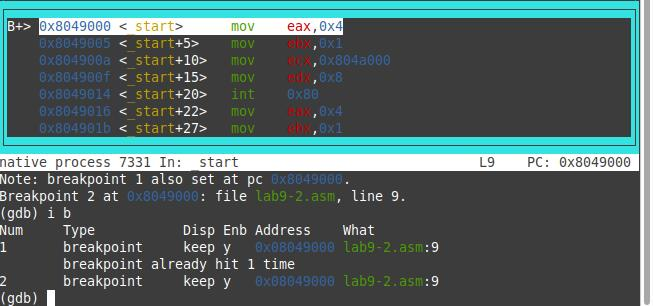 B+> 0x8049000 <_start> mov eax,0x4
0x8049005 <_start+5> mov ebx,0x1
0x804900a <_start+10> mov ecx,0x804a000
0x804900f <_start+15> mov edx,0x8
0x8049014 <_start+20> int 0x80
0x8049016 <_start+22> mov eax,0x4
0x804901b <_start+27> mov ebx,0x1
native process 7331 In: _start L9 PC: 0x8049000
Note: breakpoint 1 also set at pc 0x8049000.
Breakpoint 2 at 0x8049000: file lab9-2.asm, line 9.
(gdb) i b
Num Type Disp Enb Address What
1 breakpoint keep y 0x08049000 lab9-2.asm:9
breakpoint already hit 1 time
2 breakpoint keep y 0x08049000 lab9-2.asm:9
(gdb)